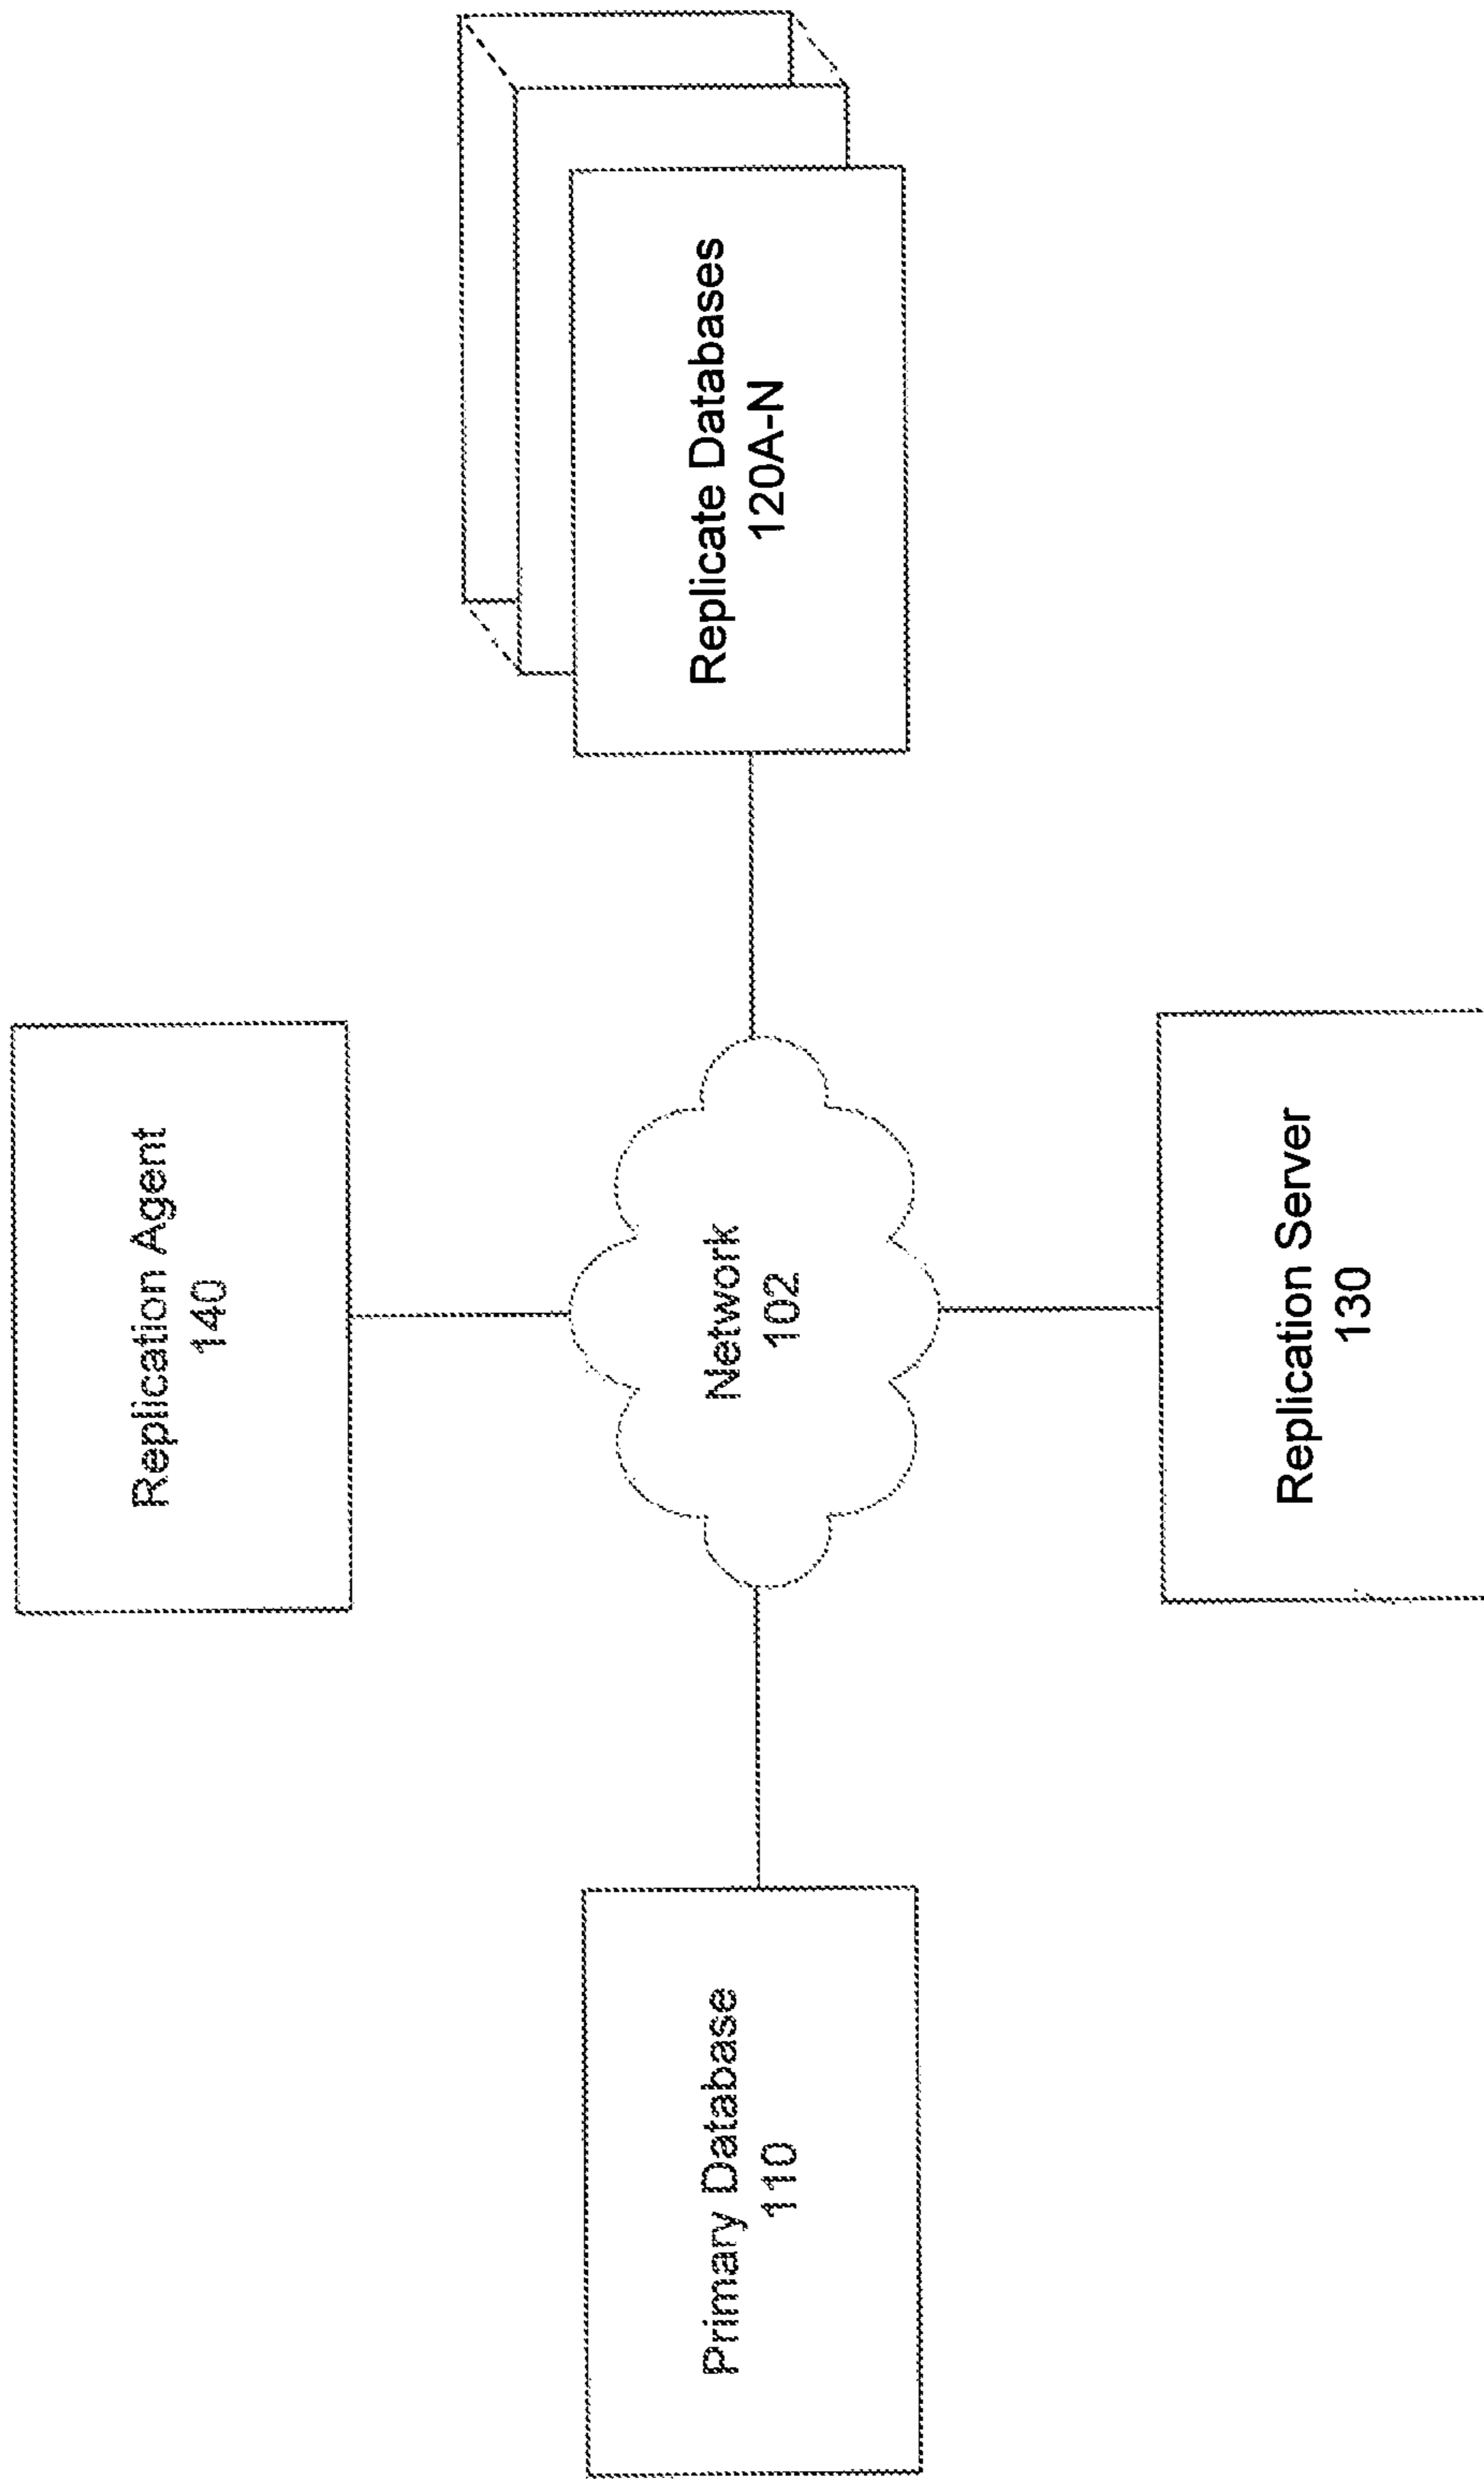 Replication Agent
140
Primary Database
110
Network
102
Replicate Databases
120A-N
Replication Server
130